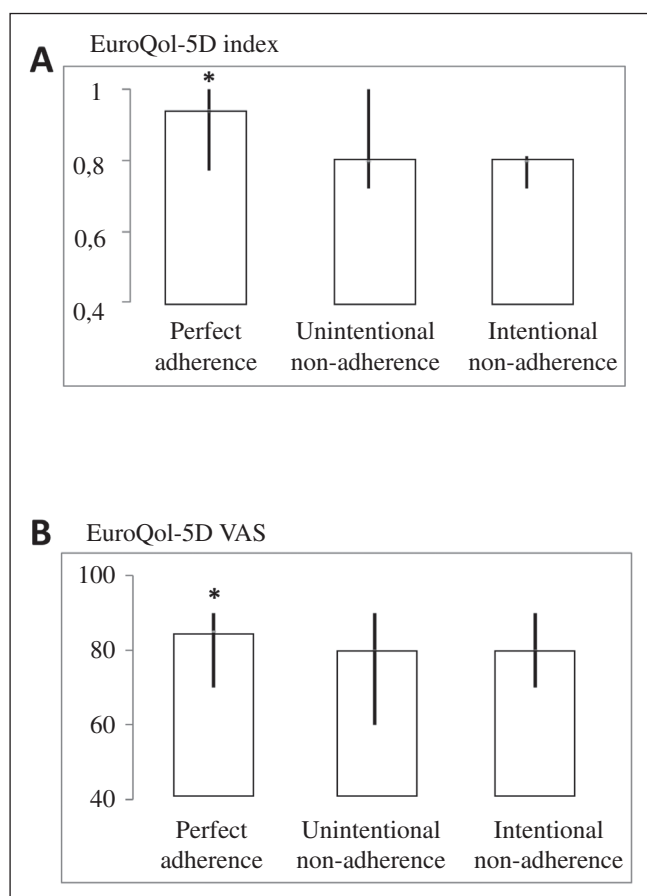 A
EuroQol-5D index
*
1
0,8
0,6
0,4
Perfect adherence
Unintentional non-adherence
Intentional non-adherence
B
EuroQol-5D VAS
*
100
80
60
40
Perfect adherence
Unintentional non-adherence
Intentional non-adherence